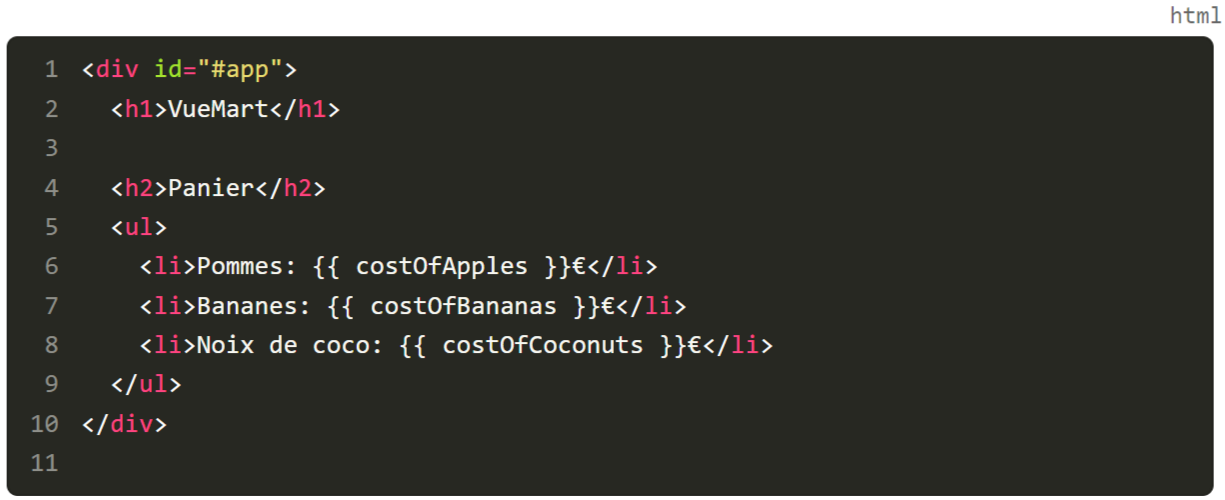 html
1 <div id="#app">
2   <h1>VueMart</h1>
3
4   <h2>Panier</h2>
5   <ul>
6     <li>Pommes: {{ costOfApples }}€</li>
7     <li>Bananes: {{ costOfBananas }}€</li>
8     <li>Noix de coco: {{ costOfCoconuts }}€</li>
9   </ul>
10 </div>
11